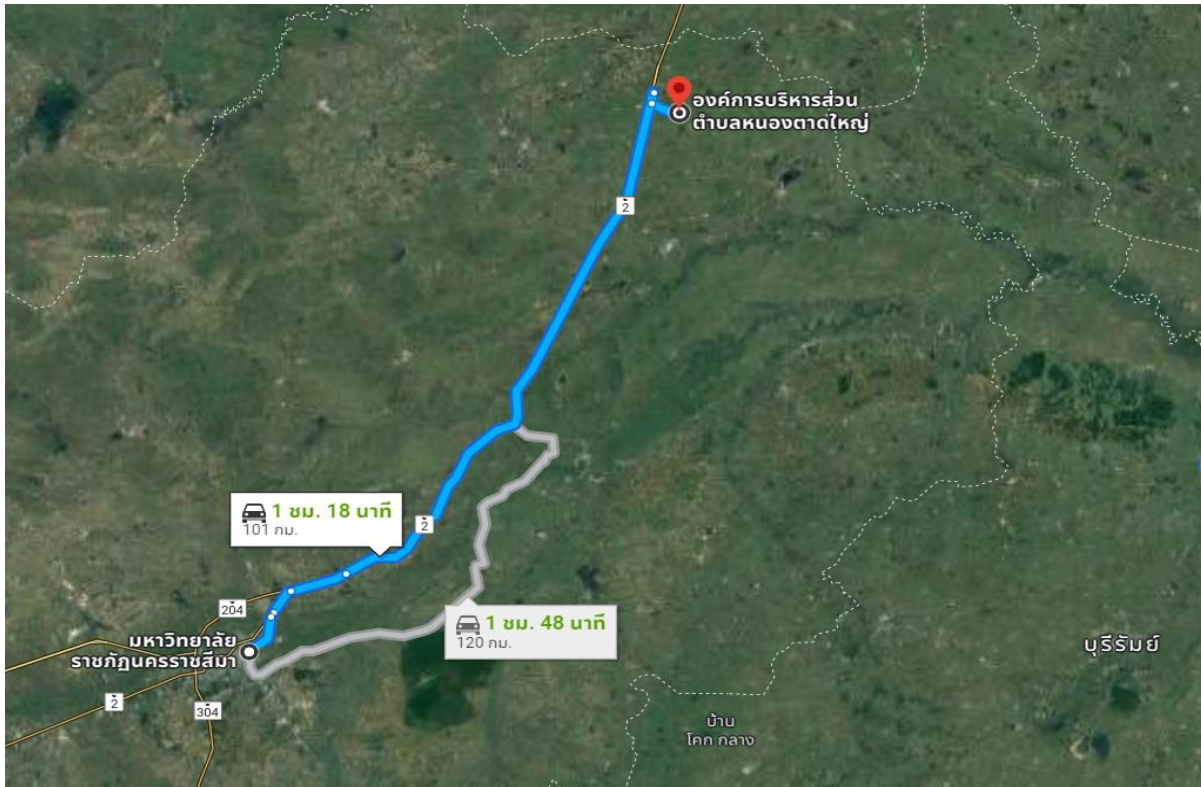 องค์การบริหารส่วน
ตำบลหนองตาดใหญ่
2
1 ชม. 18 นาที
101 กม.
2
204
1 ชม. 48 นาที
120 กม.
มหาวิทยาลัย
ราชภัฏนครราชสีมา
บุรีรัมย์
2
304
บ้าน
โคก กลาง